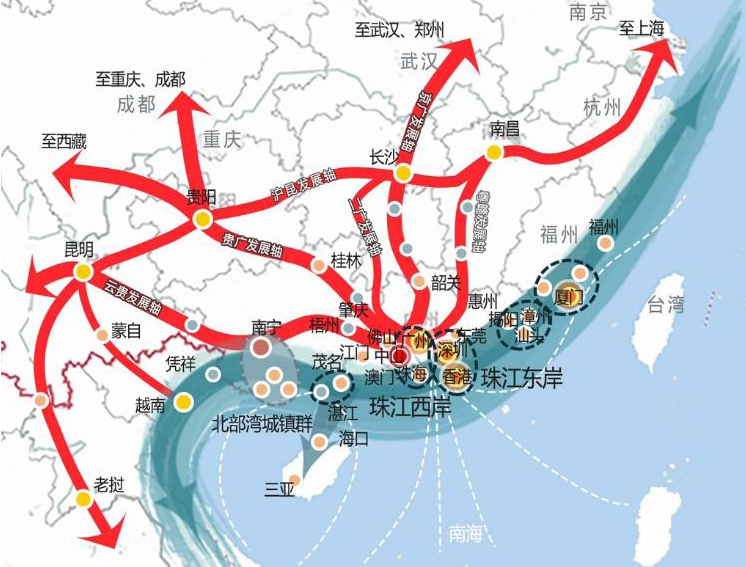 南京
至武汉、郑州
至上海
武汉
至重庆、成都
成都
杭州
京广发展轴
南昌
重庆
至西藏
长沙
沪昆发展轴
贵阳
二广发展轴
发展轴
福州
福州
贵广发展轴
昆明
桂林
韶关
厦门
台湾
云贵发展轴
肇庆
惠州
漳州
揭阳
蒙自
南宁
梧州
佛山
广州
东莞
汕头
凭祥
茂名
江门
中山
深圳
澳门
珠海
香港
珠江东岸
越南
湛江
珠江西岸
北部湾城镇群
海口
老挝
三亚
南海